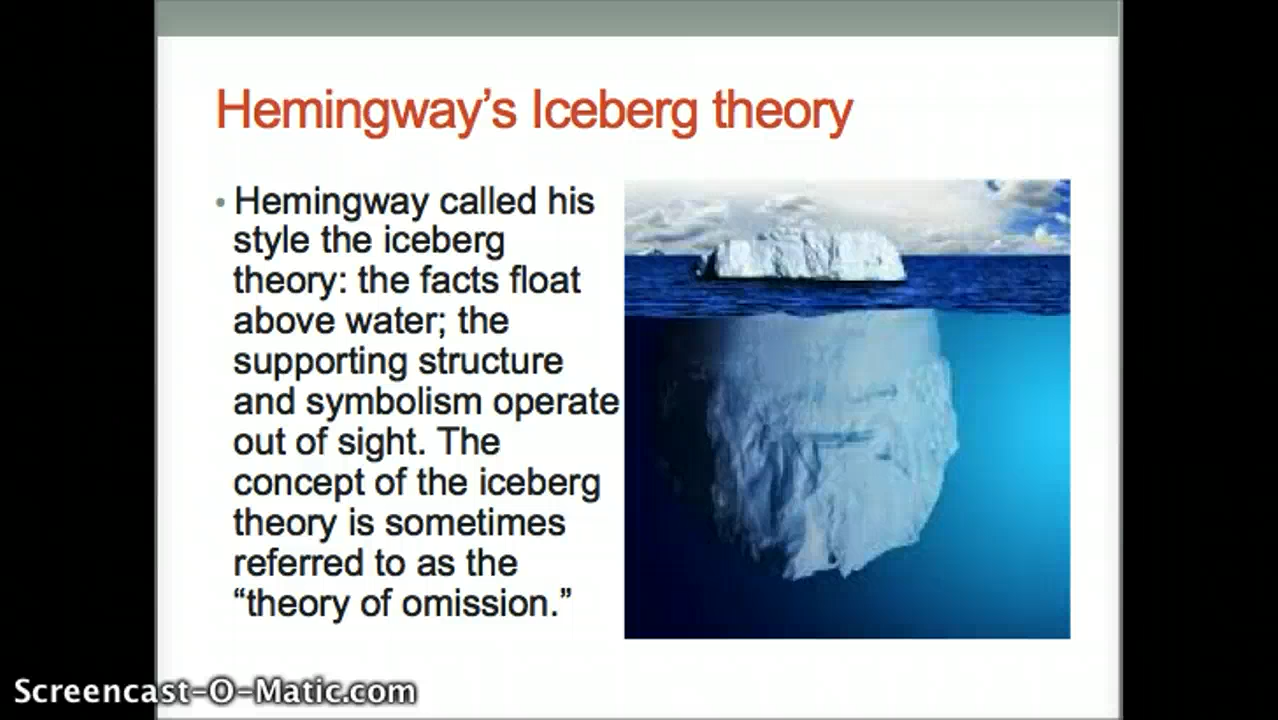 Hemingway's Iceberg theory
• Hemingway called his
style the iceberg
theory: the facts float
above water; the
supporting structure
and symbolism operate
out of sight. The
concept of the iceberg
theory is sometimes
referred to as the
“theory of omission.”
Screencast-O-Matic.com